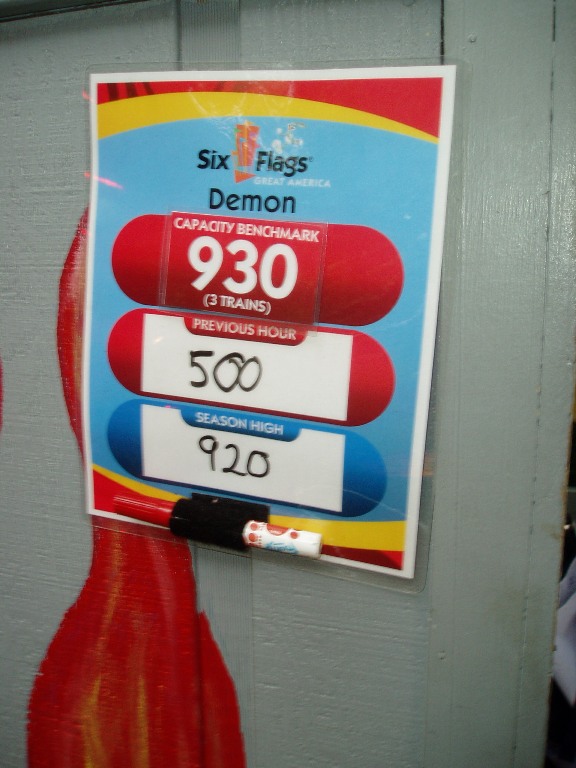 Six Flags
GREAT AMERICA
Demon
CAPACITY BENCHMARK
930
(3 TRAINS)
PREVIOUS HOUR
500
SEASON HIGH
920